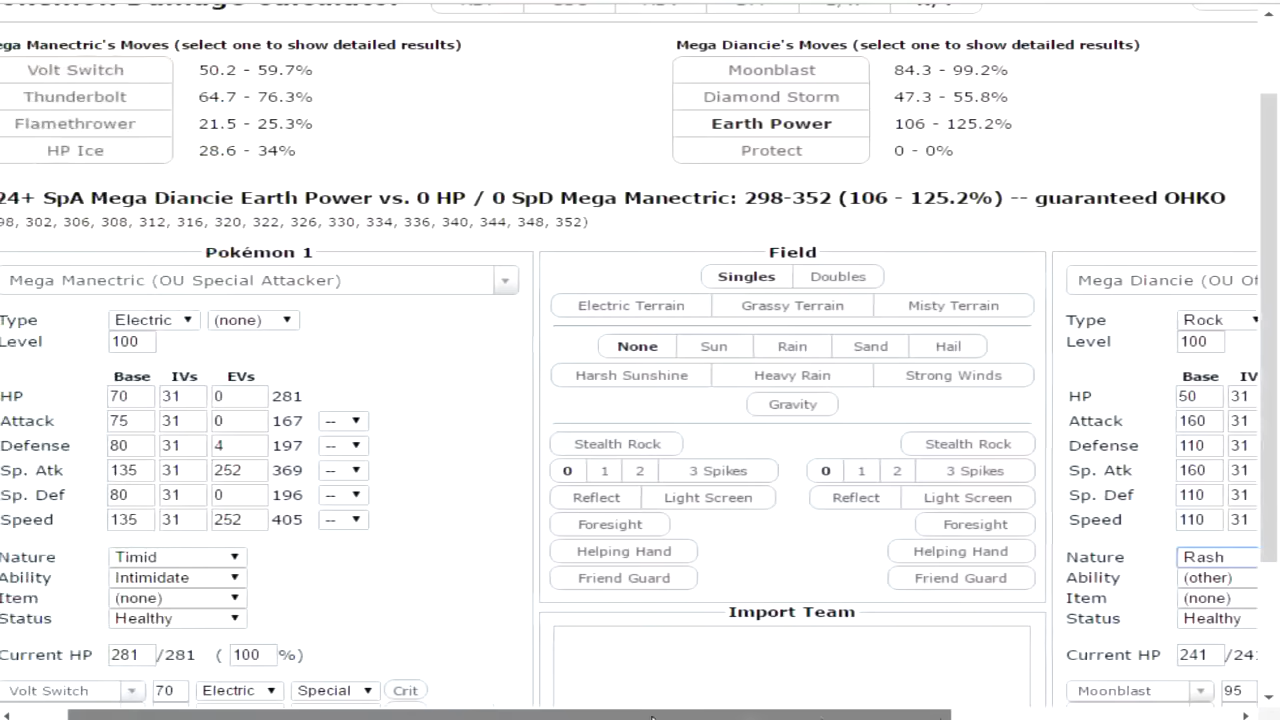 ega Manectric's Moves (select one to show detailed results)
Mega Diancie's Moves (select one to show detailed results)
Volt Switch 50.2 - 59.7%
Moonblast 84.3 - 99.2%
Thunderbolt 64.7 - 76.3%
Diamond Storm 47.3 - 55.8%
Flamethrower 21.5 - 25.3%
Earth Power 106 - 125.2%
HP Ice 28.6 - 34%
Protect 0 - 0%
24+ SpA Mega Diancie Earth Power vs. 0 HP / 0 SpD Mega Manectric: 298-352 (106 - 125.2%) -- guaranteed OHKO
98, 302, 306, 308, 312, 316, 320, 322, 326, 330, 334, 336, 340, 344, 348, 352)
Pokémon 1
Mega Manectric (OU Special Attacker)
Type Electric (none)
Level 100
Base IVs EVs
HP 70 31 0 281
Attack 75 31 0 167 --
Defense 80 31 4 197 --
Sp. Atk 135 31 252 369 --
Sp. Def 80 31 0 196 --
Speed 135 31 252 405 --
Nature Timid
Ability Intimidate
Item (none)
Status Healthy
Current HP 281 /281 ( 100 %)
Volt Switch 70 Electric Special Crit
Field
Singles Doubles
Electric Terrain Grassy Terrain Misty Terrain
None Sun Rain Sand Hail
Harsh Sunshine Heavy Rain Strong Winds
Gravity
Stealth Rock Stealth Rock
0 1 2 3 Spikes 0 1 2 3 Spikes
Reflect Light Screen Reflect Light Screen
Foresight Foresight
Helping Hand Helping Hand
Friend Guard Friend Guard
Import Team
Mega Diancie (OU Of
Type Rock
Level 100
Base IV
HP 50 31
Attack 160 31
Defense 110 31
Sp. Atk 160 31
Sp. Def 110 31
Speed 110 31
Nature Rash
Ability (other)
Item (none)
Status Healthy
Current HP 241 /24
Moonblast 95